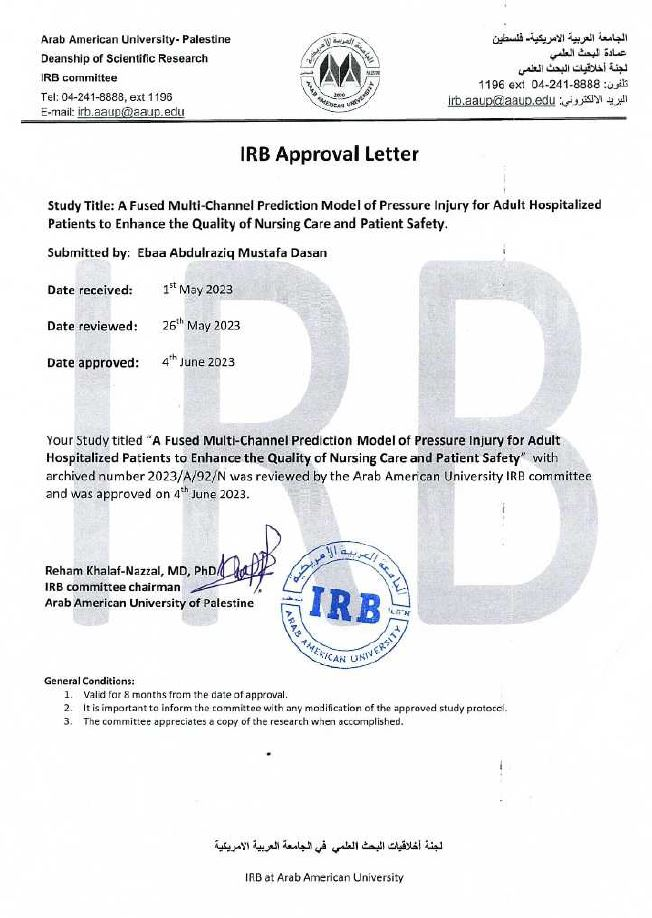 Arab American University- Palestine
Deanship of Scientific Research
IRB committee
Tel: 04-241-8888, ext 1196
E-mail: irb.aaup@aaup.edu
الجامعة العربية الامريكية- فلسطين
عمادة البحث العلمي
لجنة أخلاقيات البحث العلمي
تلفون: 04-241-8888 ext 1196
البريد الالكتروني: irb.aaup@aaup.edu
ARAB AMERICAN UNIVERSITY
2000
IRB Approval Letter
Study Title: A Fused Multi-Channel Prediction Model of Pressure Injury for Adult Hospitalized
Patients to Enhance the Quality of Nursing Care and Patient Safety.
Submitted by: Ebaa Abdulraziq Mustafa Dasan
Date received: 1st May 2023
Date reviewed: 26th May 2023
Date approved: 4th June 2023
IRB
Your Study titled "A Fused Multi-Channel Prediction Model of Pressure Injury for Adult
Hospitalized Patients to Enhance the Quality of Nursing Care and Patient Safety" with
archived number 2023/A/92/N was reviewed by the Arab American University IRB committee
and was approved on 4th June 2023.
Reham Khalaf-Nazzal, MD, PhD
IRB committee chairman
Arab American University of Palestine
الجامعة العربية الأمريكية
IRB
ARAB AMERICAN UNIVERSITY
General Conditions:
1. Valid for 8 months from the date of approval.
2. It is important to inform the committee with any modification of the approved study protocol.
3. The committee appreciates a copy of the research when accomplished.
لجنة أخلاقيات البحث العلمي في الجامعة العربية الامريكية
IRB at Arab American University